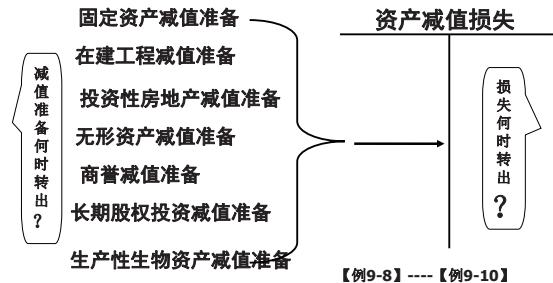 固定资产减值准备
在建工程减值准备
投资性房地产减值准备
无形资产减值准备
商誉减值准备
长期股权投资减值准备
生产性生物资产减值准备
减值准备何时转出？
资产减值损失
损失何时转出？
【例9-8】----【例9-10】